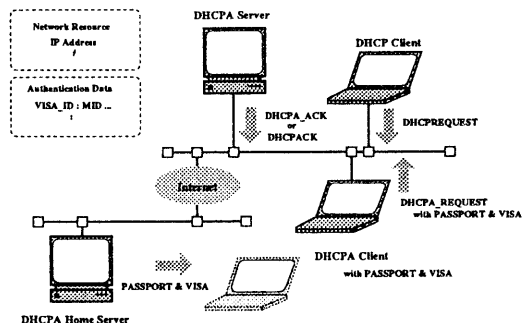 DHCPA Server
Network Resource
IP Address
:
DHCP Client
Authentication Data
VISA_ID : MID ...
:
DHCPA_ACK
or
DHCPACK
DHCPREQUEST
Internet
DHCPA_REQUEST
with PASSPORT & VISA
DHCPA Client
with PASSPORT & VISA
PASSPORT & VISA
DHCPA Home Server